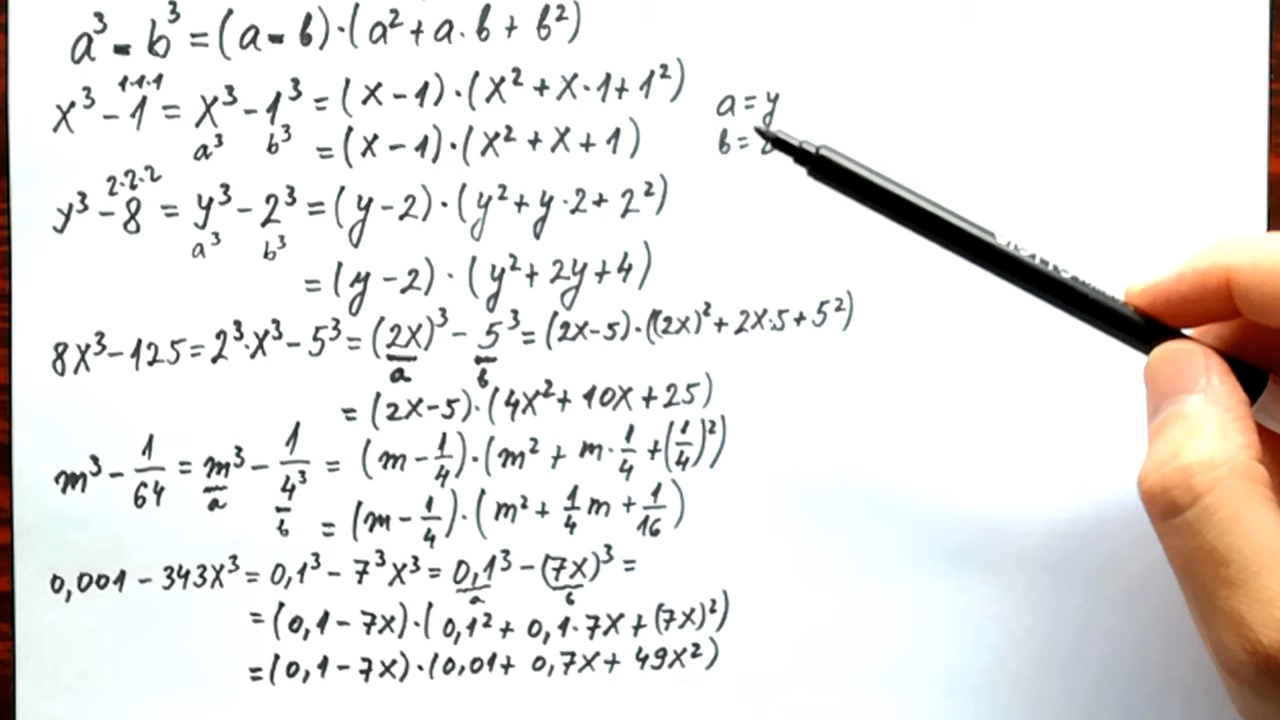 a³ - b³ = (a - b)·(a² + a·b + b²)
1·1·1
x³ - 1 = x³ - 1³ = (x - 1)·(x² + x·1 + 1²)
a³ b³ = (x - 1)·(x² + x + 1)
a = y
b =
2·2·2
y³ - 8 = y³ - 2³ = (y - 2)·(y² + y·2 + 2²)
a³ b³
= (y - 2)·(y² + 2y + 4)
8x³ - 125 = 2³·x³ - 5³ = (2x)³ - 5³ = (2x - 5)·((2x)² + 2x·5 + 5²)
a b
= (2x - 5)·(4x² + 10x + 25)
m³ - 1/64 = m³ - 1/4³ = (m - 1/4)·(m² + m·1/4 + (1/4)²)
a b
= (m - 1/4)·(m² + 1/4 m + 1/16)
0,001 - 343x³ = 0,1³ - 7³x³ = 0,1³ - (7x)³ =
a b
= (0,1 - 7x)·(0,1² + 0,1·7x + (7x)²)
= (0,1 - 7x)·(0,01 + 0,7x + 49x²)